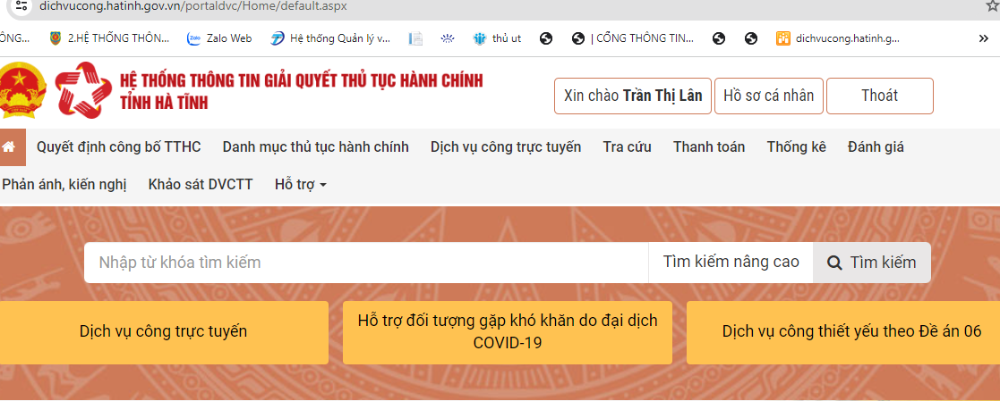 dichvucong.hatinh.gov.vn/portaldvc/Home/default.aspx
ÔNG... 2.HỆ THỐNG THÔN... Zalo Web Hệ thống Quản lý v... thủ ut | CỔNG THÔNG TIN... dichvucong.hatinh.g... »
HỆ THỐNG THÔNG TIN GIẢI QUYẾT THỦ TỤC HÀNH CHÍNH
TỈNH HÀ TĨNH
Xin chào Trần Thị Lân Hồ sơ cá nhân Thoát
Quyết định công bố TTHC Danh mục thủ tục hành chính Dịch vụ công trực tuyến Tra cứu Thanh toán Thống kê Đánh giá
Phản ánh, kiến nghị Khảo sát DVCTT Hỗ trợ
Nhập từ khóa tìm kiếm Tìm kiếm nâng cao Tìm kiếm
Dịch vụ công trực tuyến
Hỗ trợ đối tượng gặp khó khăn do đại dịch
COVID-19
Dịch vụ công thiết yếu theo Đề án 06